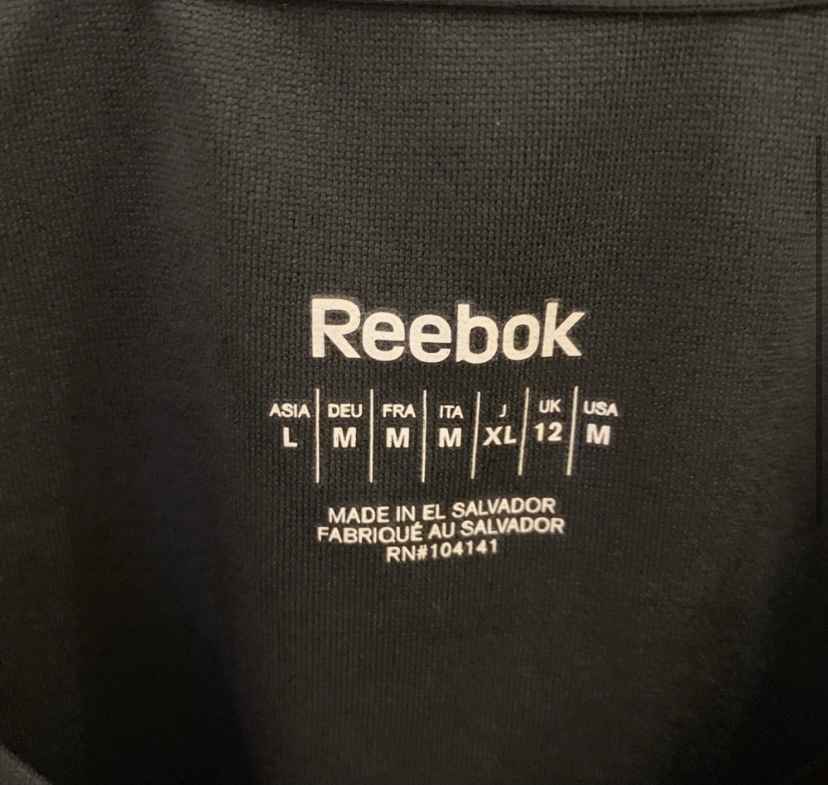 Reebok
ASIA DEU FRA ITA J UK USA
L M M M XL 12 M
MADE IN EL SALVADOR
FABRIQUÉ AU SALVADOR
RN#104141